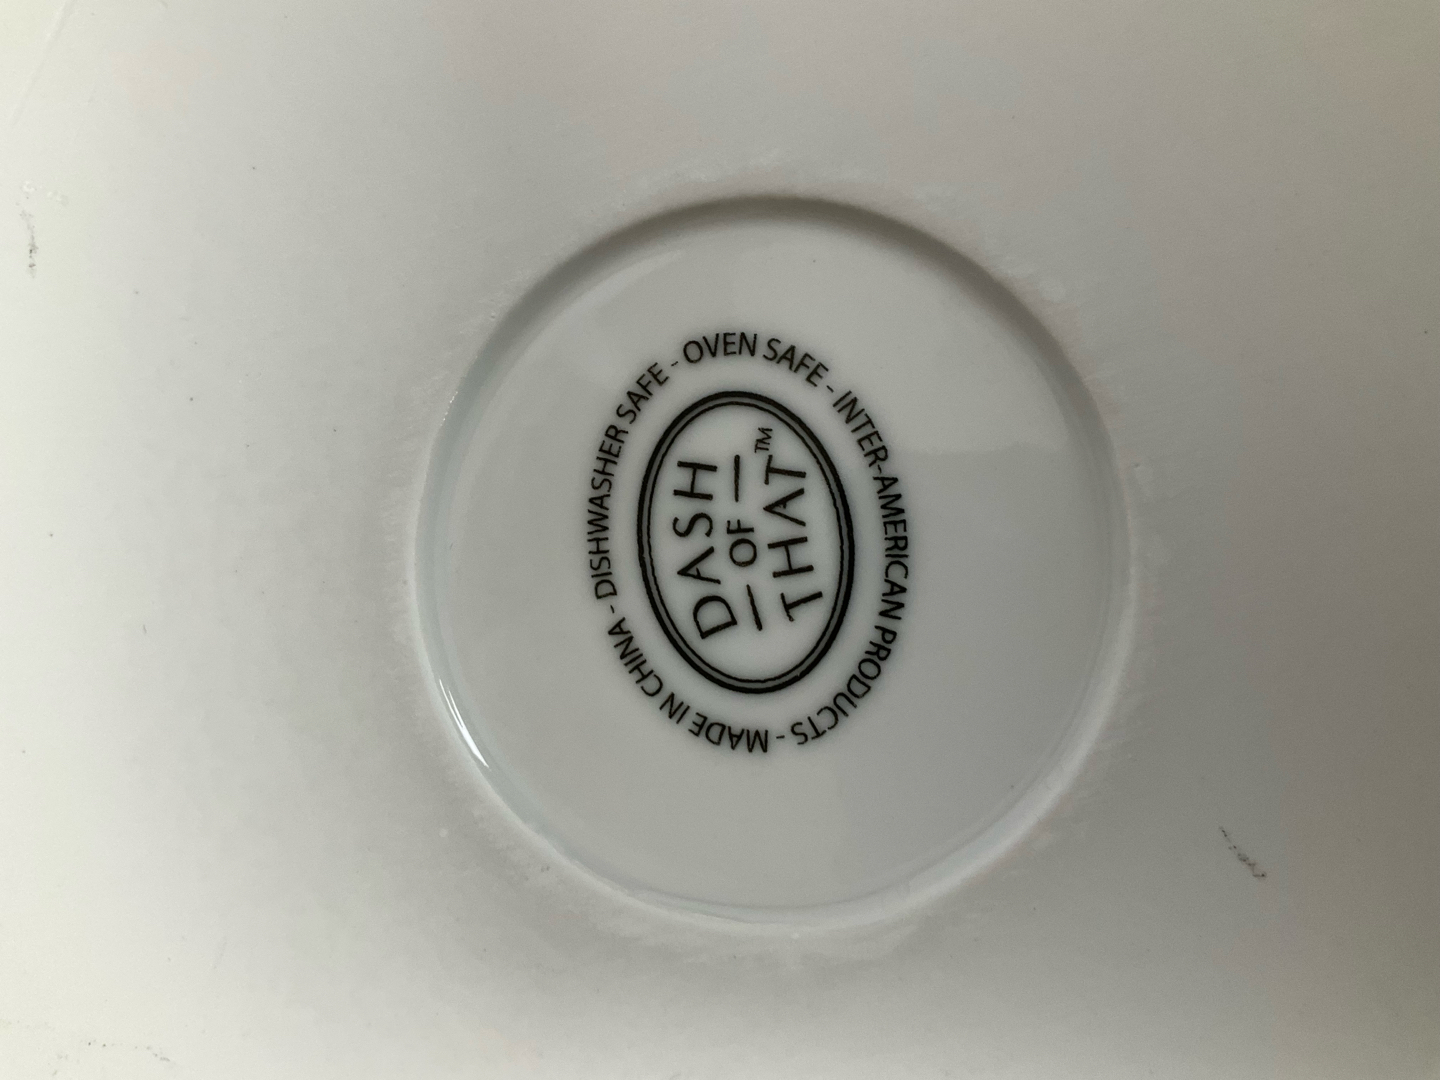 DASH
OF
THAT™
MADE IN CHINA - DISHWASHER SAFE - OVEN SAFE - INTER-AMERICAN PRODUCTS -